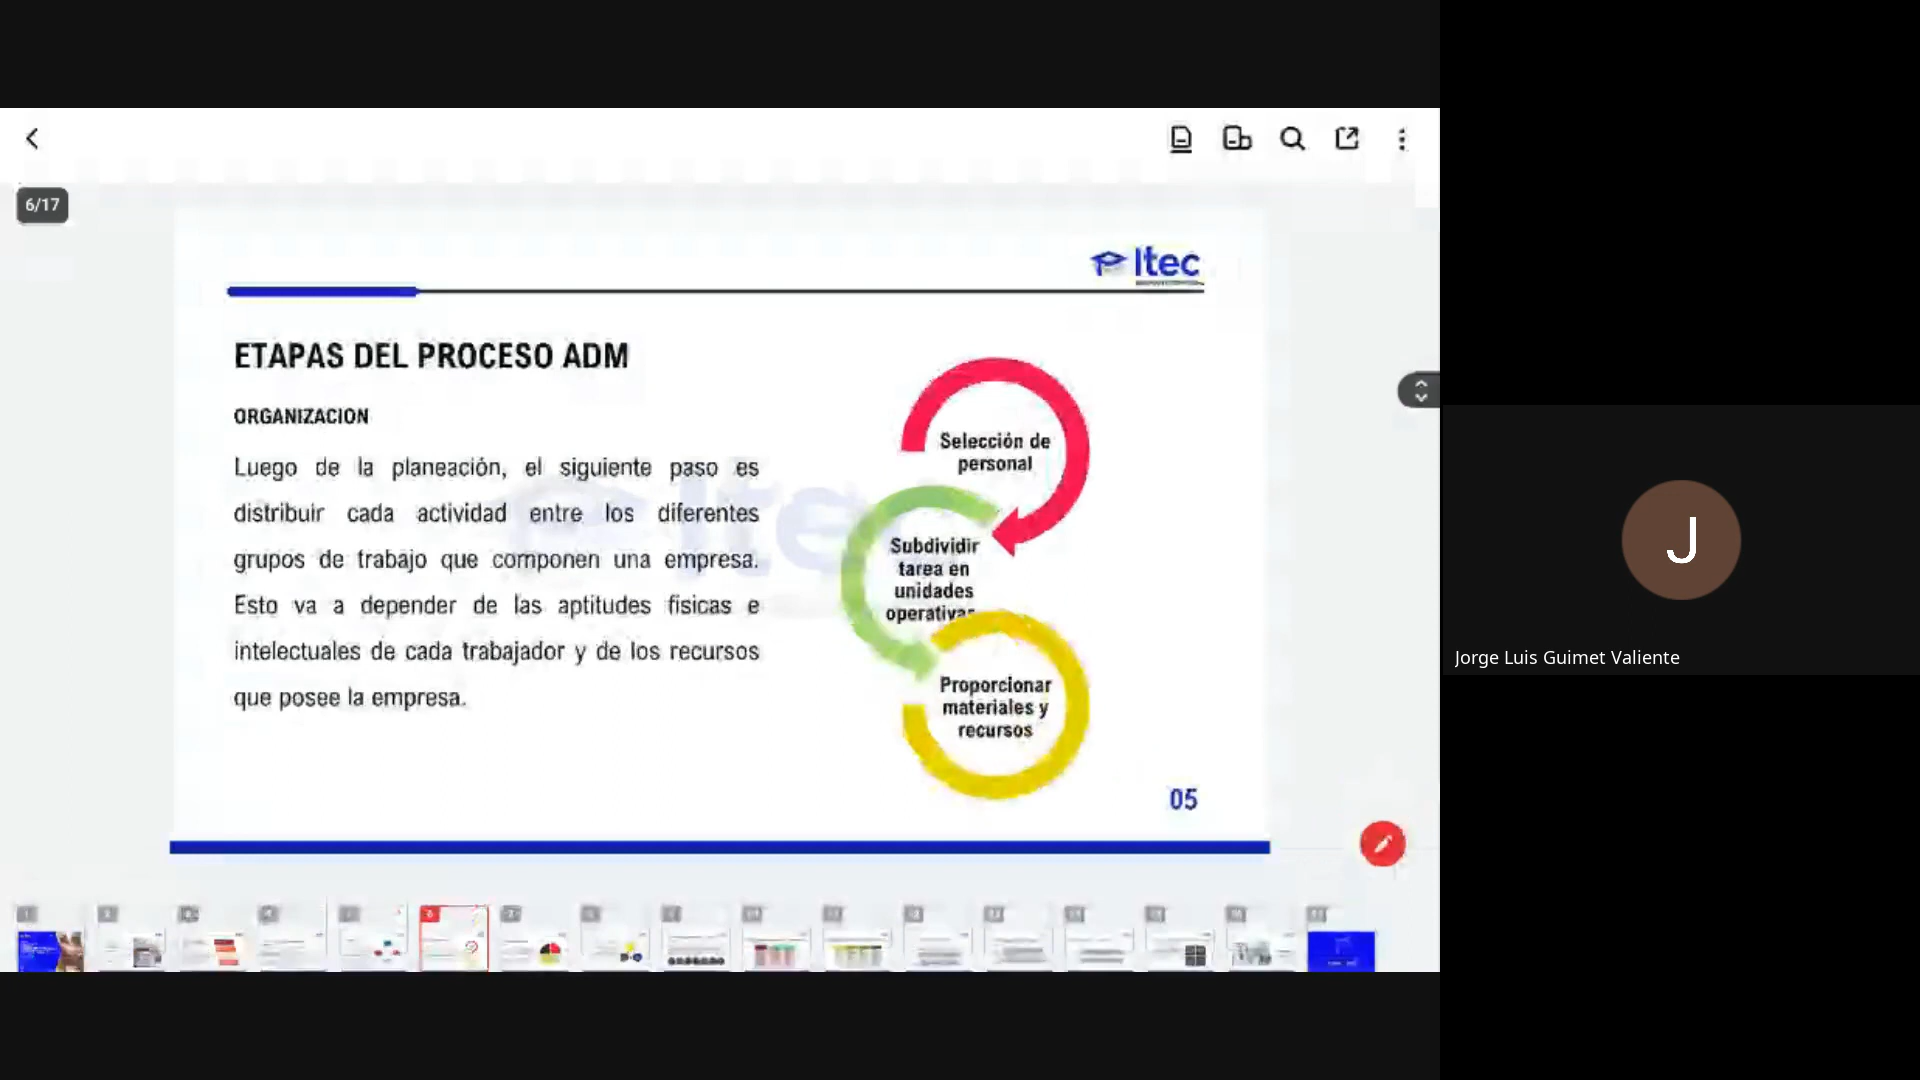 6/17
Itec
ETAPAS DEL PROCESO ADM
ORGANIZACION
Luego de la planeación, el siguiente paso es
distribuir cada actividad entre los diferentes
grupos de trabajo que componen una empresa.
Esto va a depender de las aptitudes fisicas e
intelectuales de cada trabajador y de los recursos
que posee la empresa.
Selección de
personal
Subdividir
tarea en
unidades
operativas
Proporcionar
materiales y
recursos
05
J
Jorge Luis Guimet Valiente